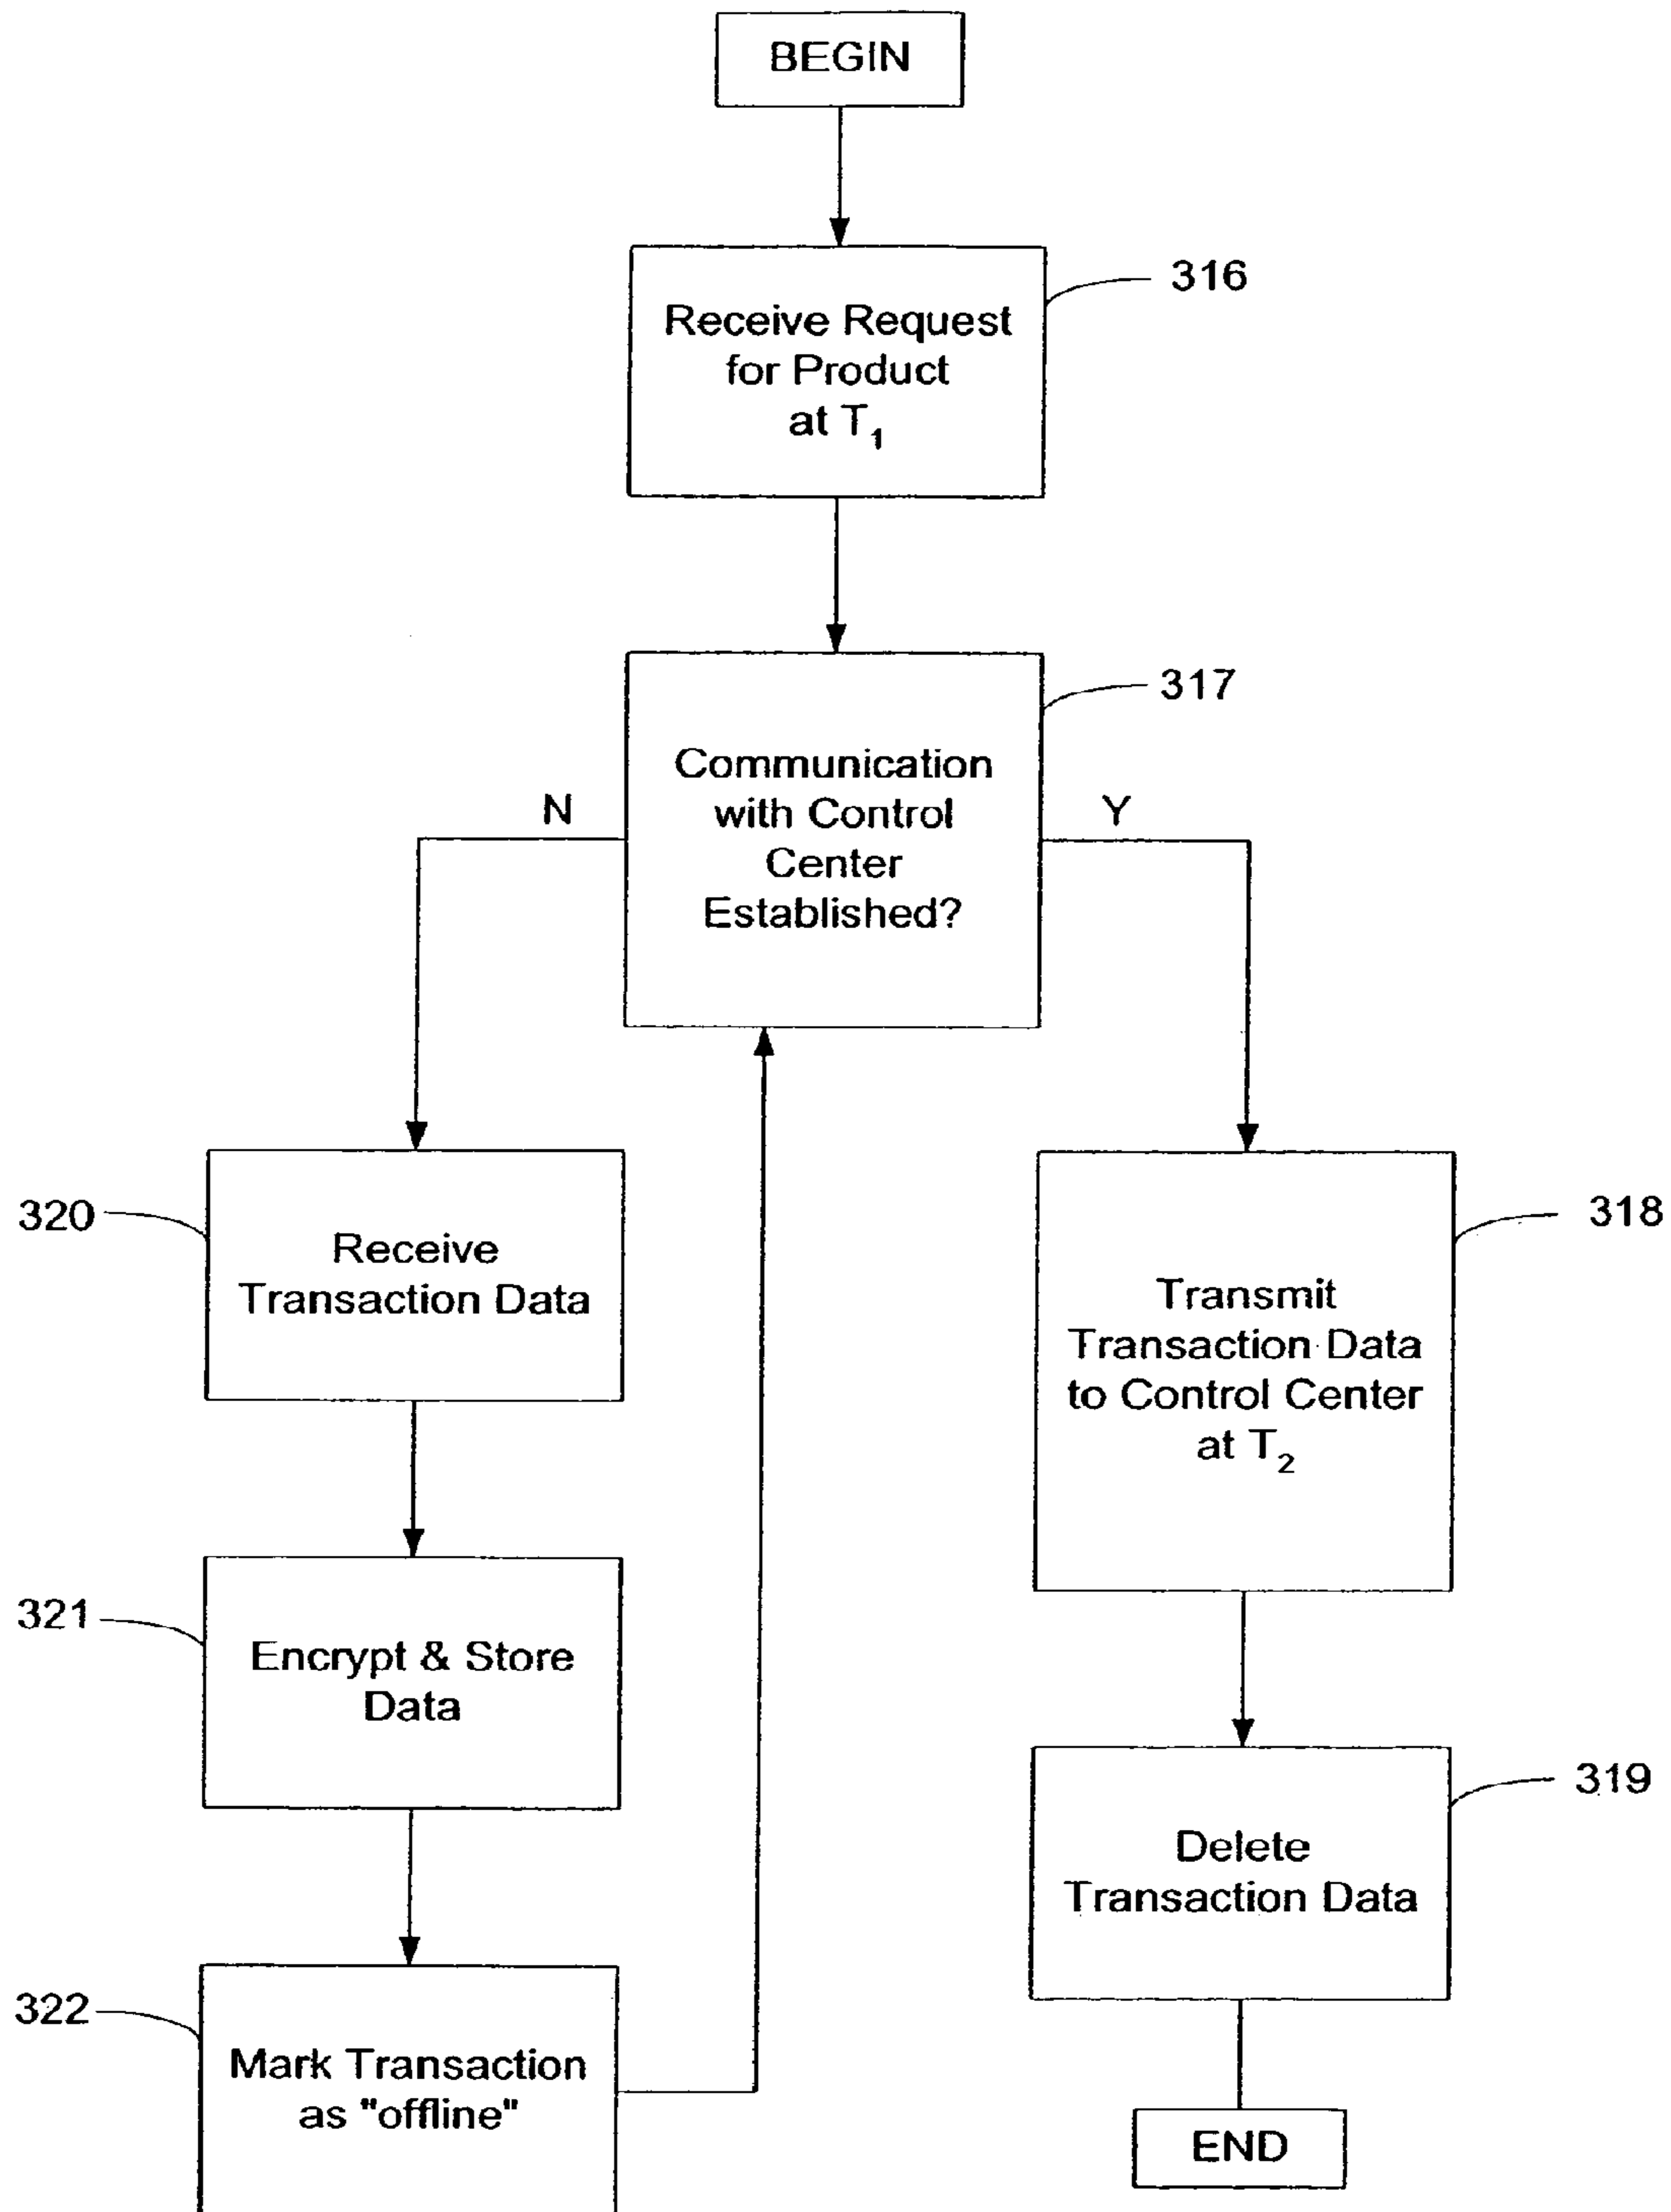 BEGIN
316
Receive Request
for Product
at T₁
317
Communication
with Control
Center
Established?
N
Y
320
Receive
Transaction Data
318
Transmit
Transaction Data
to Control Center
at T₂
321
Encrypt & Store
Data
319
Delete
Transaction Data
322
Mark Transaction
as "offline"
END